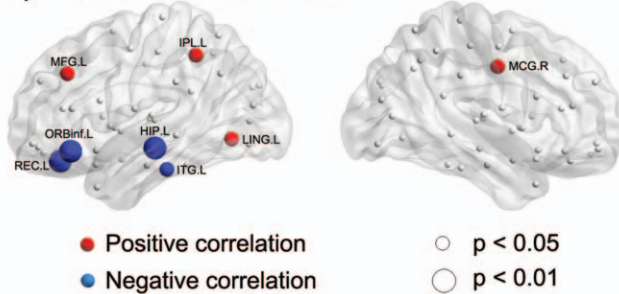 IPL.L
MFG.L
MCG.R
ORBinf.L
HIP.L
LING.L
REC.L
ITG.L
Positive correlation
p < 0.05
Negative correlation
p < 0.01